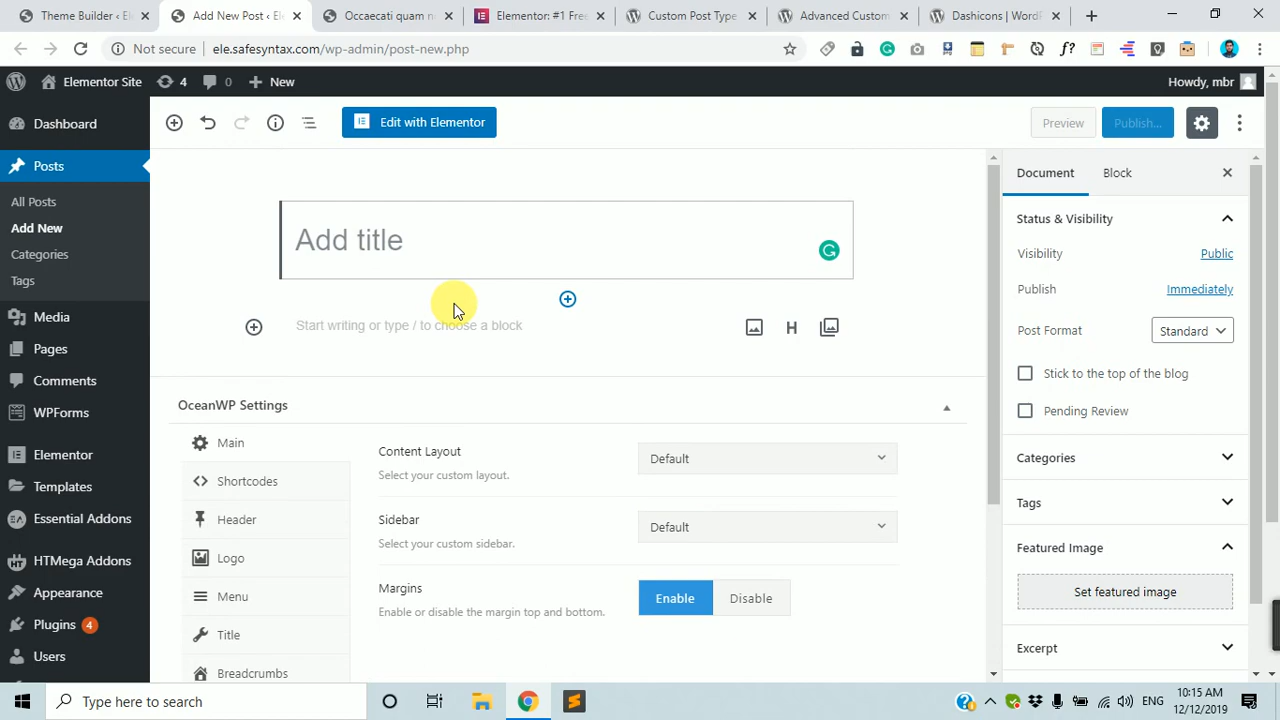 Theme Builder ‹ E
Add New Post ‹ El
Occaecati quam n
Elementor: #1 Free
Custom Post Type
Advanced Custom
Dashicons | WordP
Not secure
ele.safesyntax.com/wp-admin/post-new.php
Elementor Site
4
0
New
Howdy, mbr
Dashboard
Posts
All Posts
Add New
Categories
Tags
Media
Pages
Comments
WPForms
Elementor
Templates
Essential Addons
HTMega Addons
Appearance
Plugins 4
Users
Edit with Elementor
Preview
Publish...
Add title
Start writing or type / to choose a block
H
OceanWP Settings
Main
Shortcodes
Header
Logo
Menu
Title
Breadcrumbs
Content Layout
Select your custom layout.
Default
Sidebar
Select your custom sidebar.
Default
Margins
Enable or disable the margin top and bottom.
Enable
Disable
Document
Block
Status & Visibility
Visibility
Public
Publish
Immediately
Post Format
Standard
Stick to the top of the blog
Pending Review
Categories
Tags
Featured Image
Set featured image
Excerpt
Type here to search
ENG
10:15 AM
12/12/2019